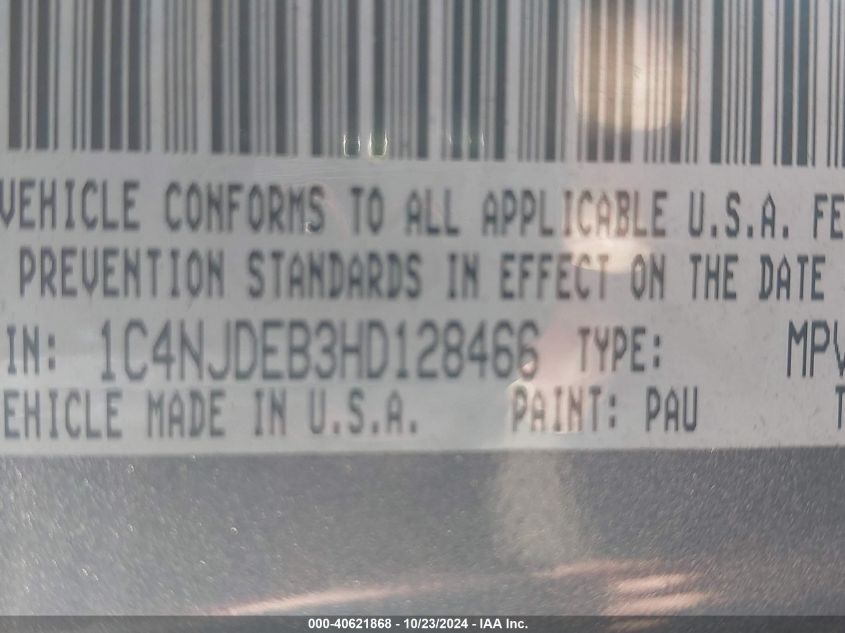 VEHICLE CONFORMS TO ALL APPLICABLE U.S.A. FE
PREVENTION STANDARDS IN EFFECT ON THE DATE
IN: 1C4NJDEB3HD128466 TYPE: MPV
EHICLE MADE IN U.S.A. PAINT: PAU T
000-40621868 - 10/23/2024 - IAA Inc.